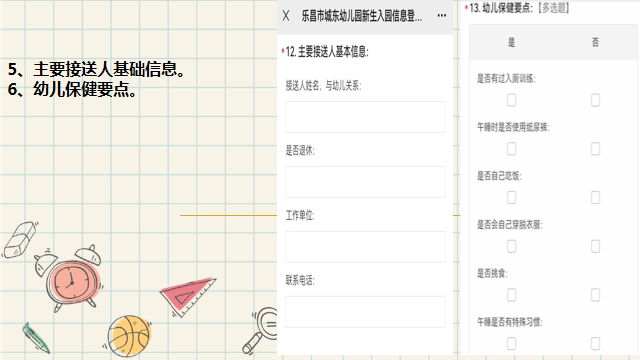 5、主要接送人基础信息。
6、幼儿保健要点。
乐昌市城东幼儿园新生入园信息登...
*12. 主要接送人基本信息:
接送人姓名、与幼儿关系:
是否退休:
工作单位:
联系电话:
*13. 幼儿保健要点:【多选题】
是 否
是否有过入厕训练:
午睡时是否使用纸尿裤:
是否自己吃饭:
是否会自己穿脱衣服:
是否挑食:
午睡是否有特殊习惯: